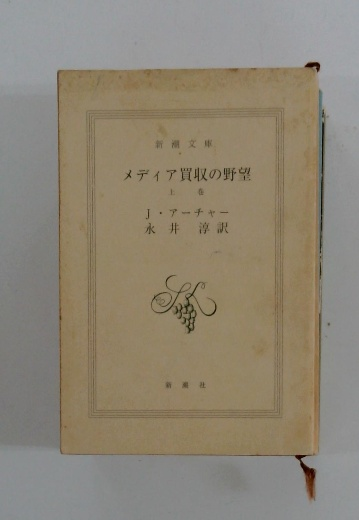 新潮文庫
メディア買収の野望
上巻
J・アーチャー
永井淳訳
新潮社